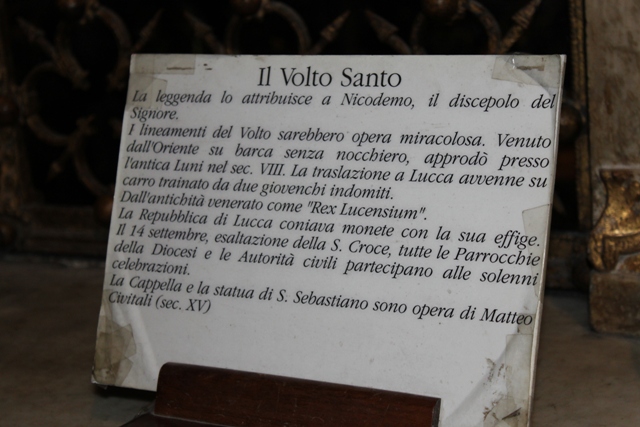 Il Volto Santo
La leggenda lo attribuisce a Nicodemo, il discepolo del
Signore.
I lineamenti del Volto sarebbero opera miracolosa. Venuto
dall'Oriente su barca senza nocchiero, approdò presso
l'antica Luni nel sec. VIII. La traslazione a Lucca avvenne su
carro trainato da due giovenchi indomiti.
Dall'antichità venerato come "Rex Lucensium".
La Repubblica di Lucca coniava monete con la sua effige.
Il 14 settembre, esaltazione della S. Croce, tutte le Parrocchie
della Diocesi e le Autorità civili partecipano alle solenni
celebrazioni.
La Cappella e la statua di S. Sebastiano sono opera di Matteo
Civitali (sec. XV)